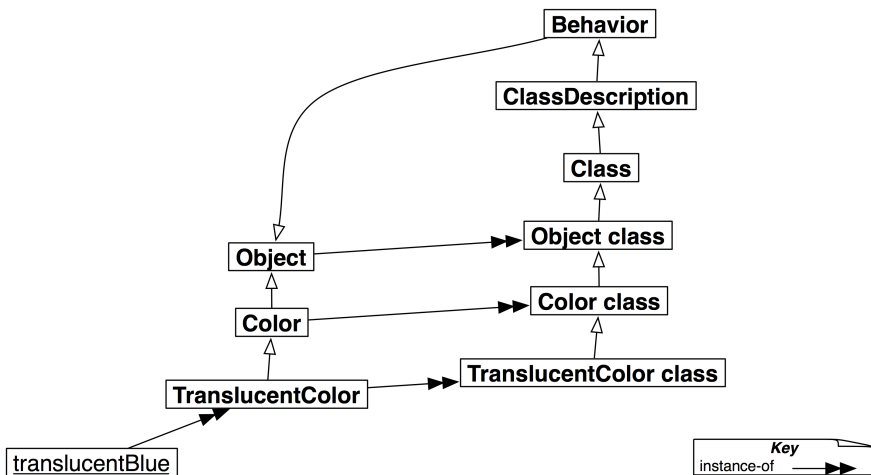 Behavior
ClassDescription
Class
Object class
Object
Color class
Color
TranslucentColor class
TranslucentColor
translucentBlue
Key
instance-of